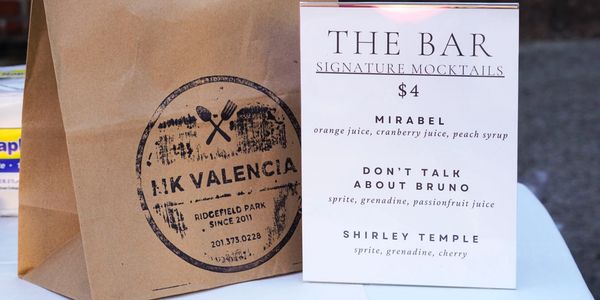 THE BAR
SIGNATURE MOCKTAILS
$4
MIRABEL
orange juice, cranberry juice, peach syrup
DON'T TALK
ABOUT BRUNO
sprite, grenadine, passionfruit juice
SHIRLEY TEMPLE
sprite, grenadine, cherry
HK VALENCIA
RIDGEFIELD PARK
SINCE 2011
201.373.0228